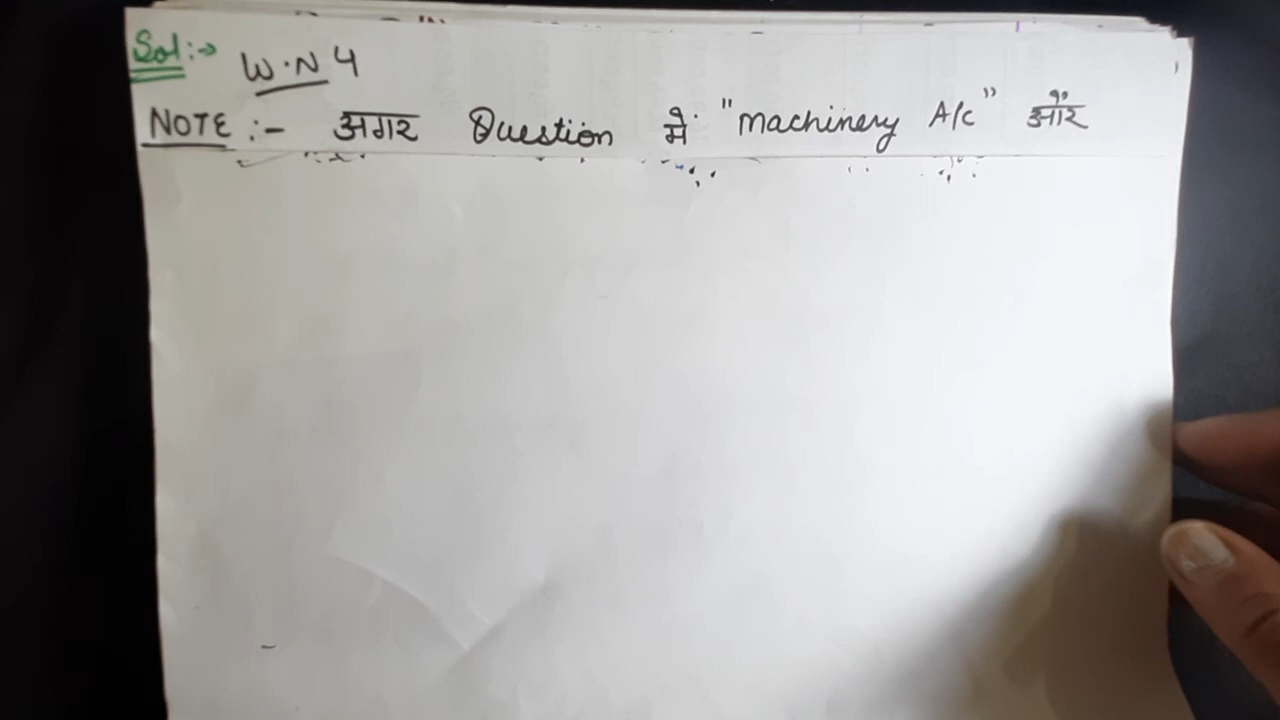 Sol:→ W.N 4
NOTE :- अगर Question में "Machinery A/c" और